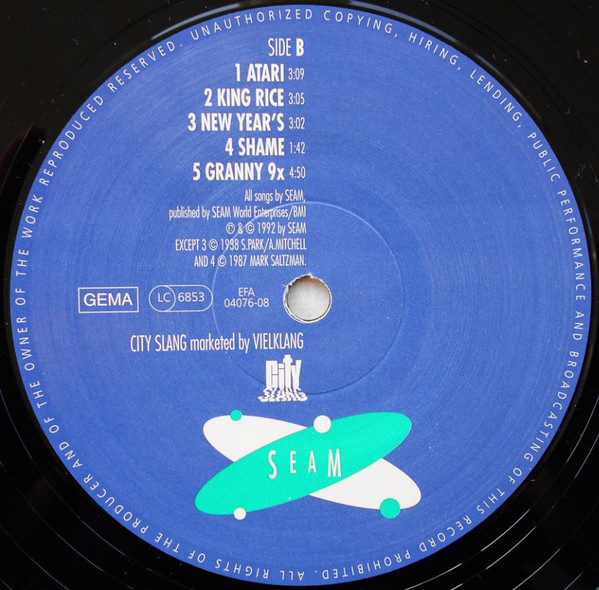 SIDE B
1 ATARI 3:09
2 KING RICE 3:05
3 NEW YEAR'S 3:02
4 SHAME 1:42
5 GRANNY 9x 4:50
All songs by SEAM,
published by SEAM World Enterprises/BMI
℗ & © 1992 by SEAM
EXCEPT 3 © 1988 S.PARK/A.MITCHELL
AND 4 © 1987 MARK SALTZMAN.
GEMA
LC 6853
EFA
04076-08
CITY SLANG marketed by VIELKLANG
City
SLANG
SEAM
ALL RIGHTS OF THE PRODUCER AND OF THE OWNER OF THE WORK REPRODUCED RESERVED. UNAUTHORIZED COPYING, HIRING, LENDING, PUBLIC PERFORMANCE AND BROADCASTING OF THIS RECORD PROHIBITED.